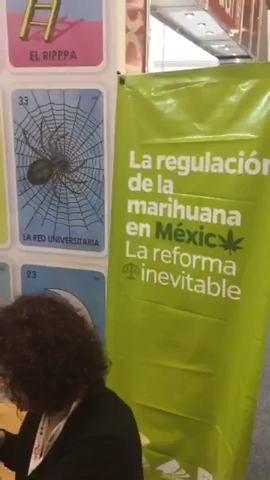 EL RIPPPA
33
LA RED UNIVERSITARIA
23
La regulación
de la
marihuana
en México
La reforma
inevitable